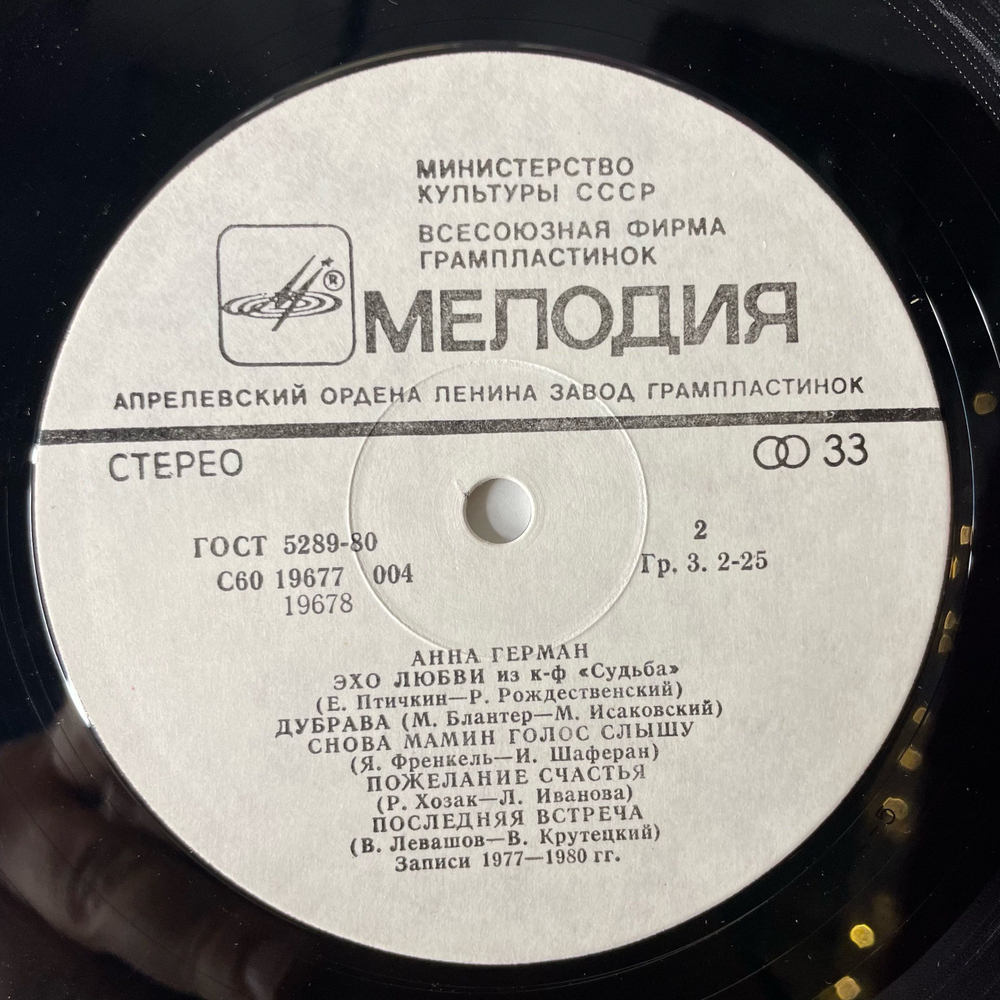 МИНИСТЕРСТВО
КУЛЬТУРЫ СССР
ВСЕСОЮЗНАЯ ФИРМА
ГРАМПЛАСТИНОК
®
МЕЛОДИЯ
АПРЕЛЕВСКИЙ ОРДЕНА ЛЕНИНА ЗАВОД ГРАМПЛАСТИНОК
СТЕРЕО
33
ГОСТ 5289-80
2
С60 19677 004
Гр. 3. 2-25
19678
АННА ГЕРМАН
ЭХО ЛЮБВИ из к-ф «Судьба»
(Е. Птичкин—Р. Рождественский)
ДУБРАВА (М. Блантер—М. Исаковский)
СНОВА МАМИН ГОЛОС СЛЫШУ
(Я. Френкель—И. Шаферан)
ПОЖЕЛАНИЕ СЧАСТЬЯ
(Р. Хозак—Л. Иванова)
ПОСЛЕДНЯЯ ВСТРЕЧА
(В. Левашов—В. Крутецкий)
Записи 1977—1980 гг.